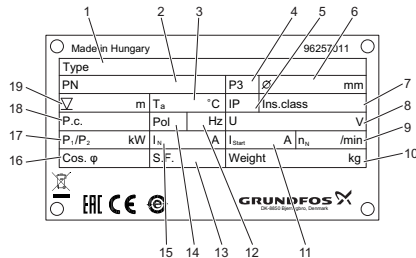 1 2 3 4 5 6
Made in Hungary 96257011
Type
PN P3 Ø mm
19 m Ta °C IP Ins.class 7
18 P.c. Pol Hz U V 8
17 P1/P2 kW IN A IStart A nN /min 9
16 Cos. φ S.F. Weight kg 10
EAC CE e GRUNDFOS X
DK-8850 Bjerringbro, Denmark
15 14 13 12 11